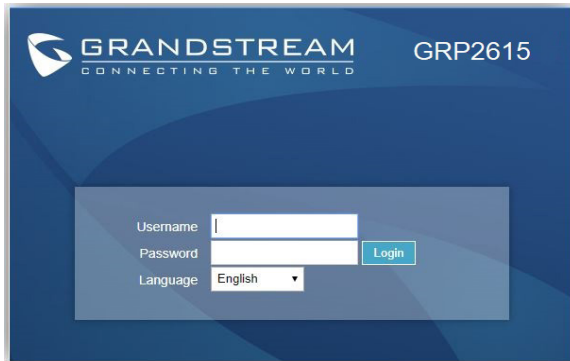 GRANDSTREAM
CONNECTING THE WORLD
GRP2615
Username
Password
Login
Language
English